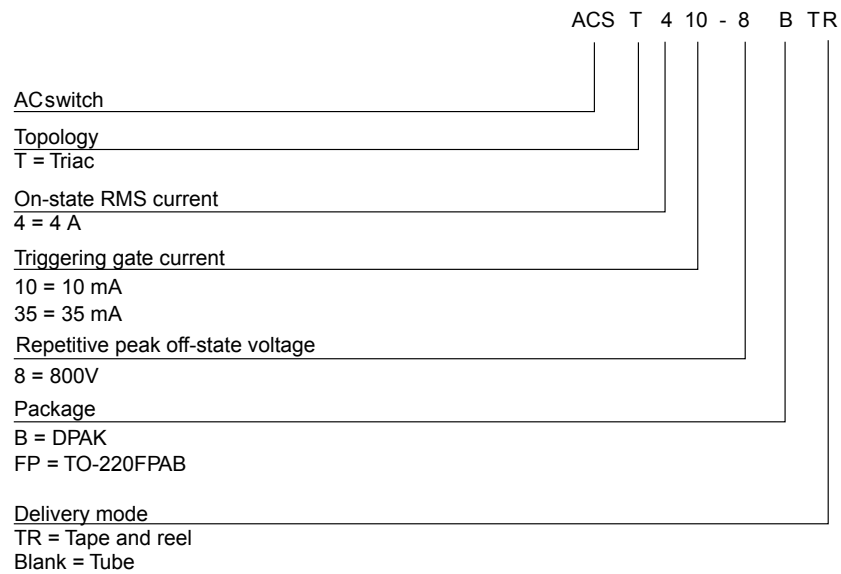 ACS T 4 10 - 8 B TR
ACswitch
Topology
T = Triac
On-state RMS current
4 = 4 A
Triggering gate current
10 = 10 mA
35 = 35 mA
Repetitive peak off-state voltage
8 = 800V
Package
B = DPAK
FP = TO-220FPAB
Delivery mode
TR = Tape and reel
Blank = Tube